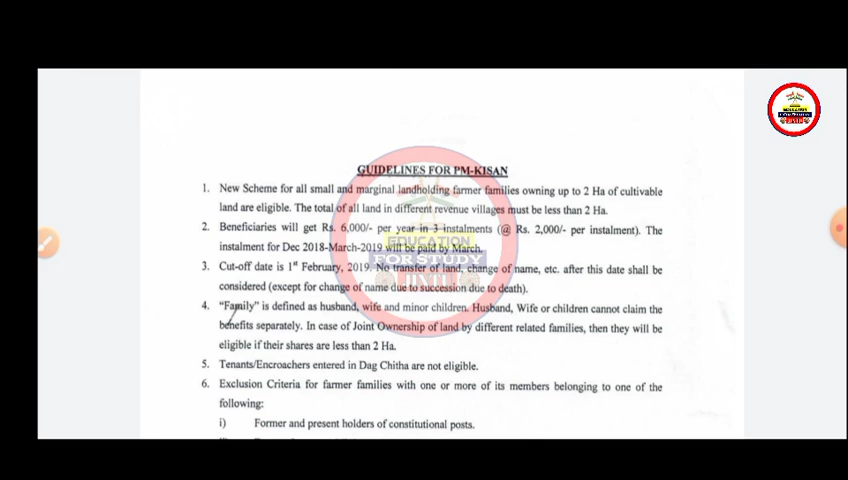 GUIDELINES FOR PM-KISAN
1. New Scheme for all small and marginal landholding farmer families owning up to 2 Ha of cultivable
land are eligible. The total of all land in different revenue villages must be less than 2 Ha.
2. Beneficiaries will get Rs. 6,000/- per year in 3 instalments (@ Rs. 2,000/- per instalment). The
instalment for Dec 2018-March-2019 will be paid by March.
3. Cut-off date is 1st February, 2019. No transfer of land, change of name, etc. after this date shall be
considered (except for change of name due to succession due to death).
4. “Family” is defined as husband, wife and minor children. Husband, Wife or children cannot claim the
benefits separately. In case of Joint Ownership of land by different related families, then they will be
eligible if their shares are less than 2 Ha.
5. Tenants/Encroachers entered in Dag Chitha are not eligible.
6. Exclusion Criteria for farmer families with one or more of its members belonging to one of the
following:
i) Former and present holders of constitutional posts.
EDUCATION
FOR STUDY